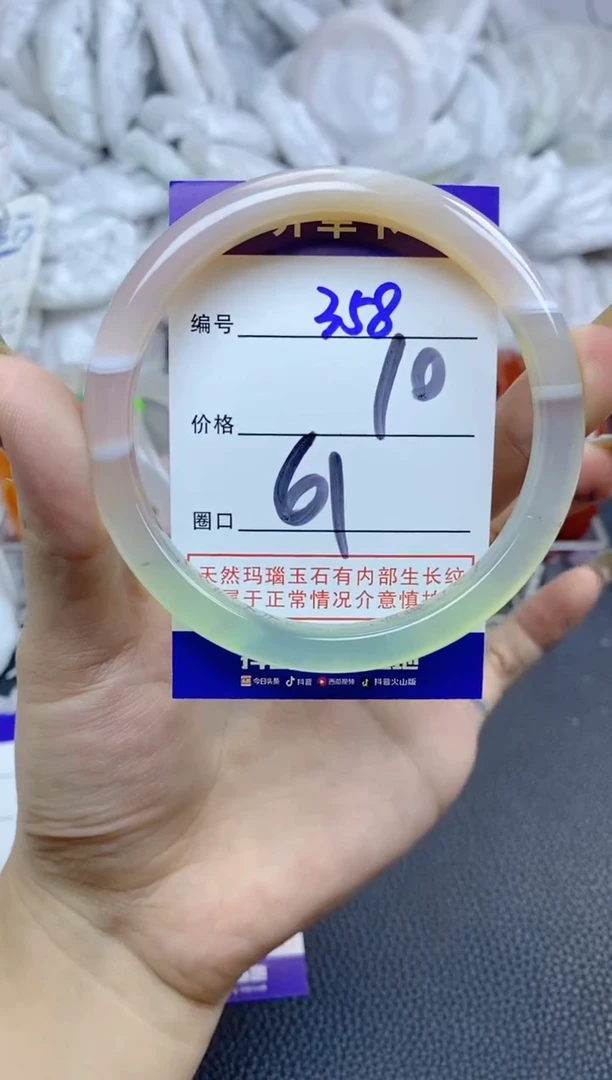 编号 358
10
价格
61
圈口
天然玛瑙玉石有内部生长纹
属于正常情况介意慎拍
今日头条 抖音 西瓜视频 抖音火山版